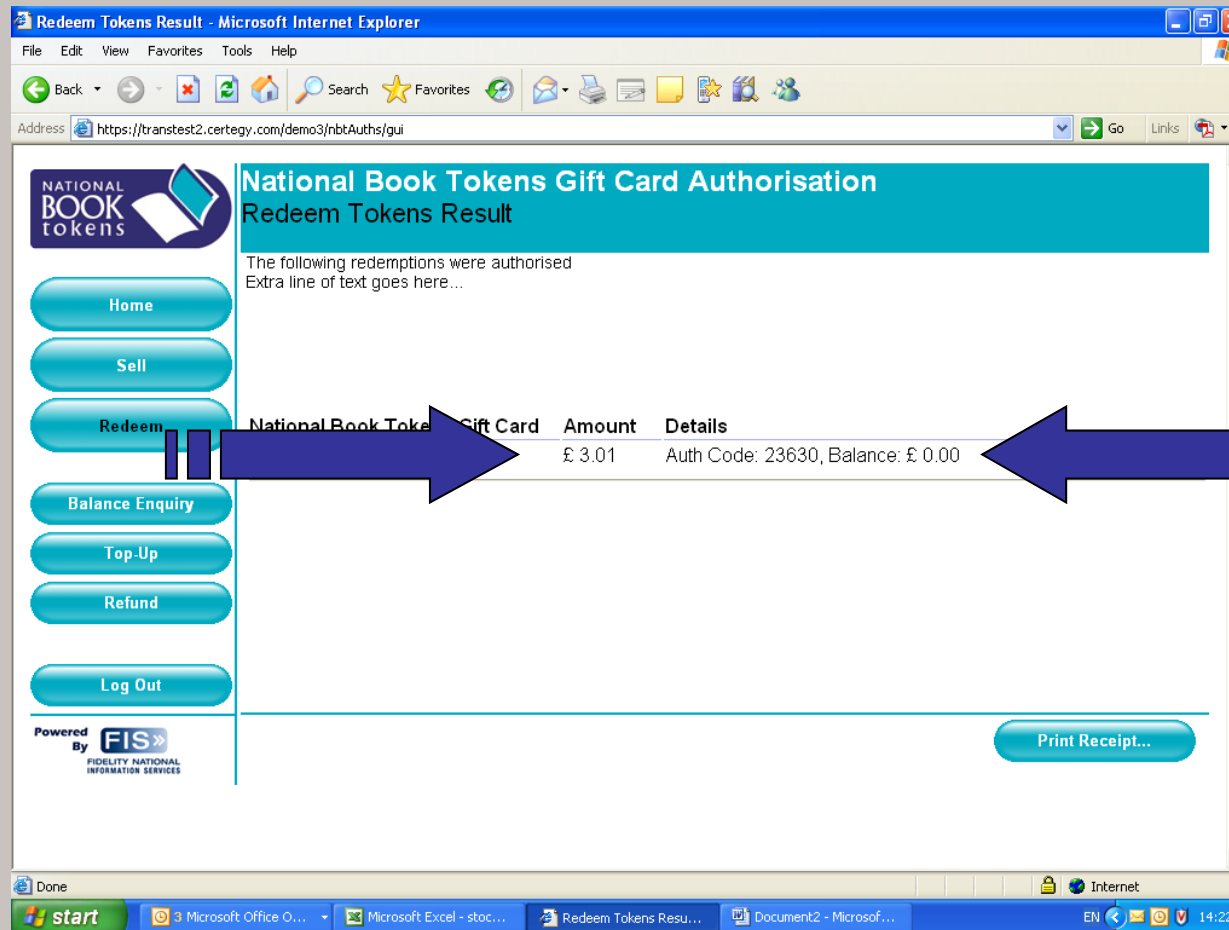 Redeem Tokens Result - Microsoft Internet Explorer
File Edit View Favorites Tools Help
Back Search Favorites
Address https://transtest2.certegy.com/demo3/nbtAuths/gui Go Links
NATIONAL
BOOK
tokens
National Book Tokens Gift Card Authorisation
Redeem Tokens Result
The following redemptions were authorised
Extra line of text goes here...
Home
Sell
Redeem
Balance Enquiry
Top-Up
Refund
Log Out
National Book Gift Card Amount Details
£ 3.01 Auth Code: 23630, Balance: £ 0.00
Powered
By FIS»
FIDELITY NATIONAL
INFORMATION SERVICES
Print Receipt...
Done Internet
start 3 Microsoft Office O... Microsoft Excel - stoc... Redeem Tokens Resu... Document2 - Microsof... EN 14:22